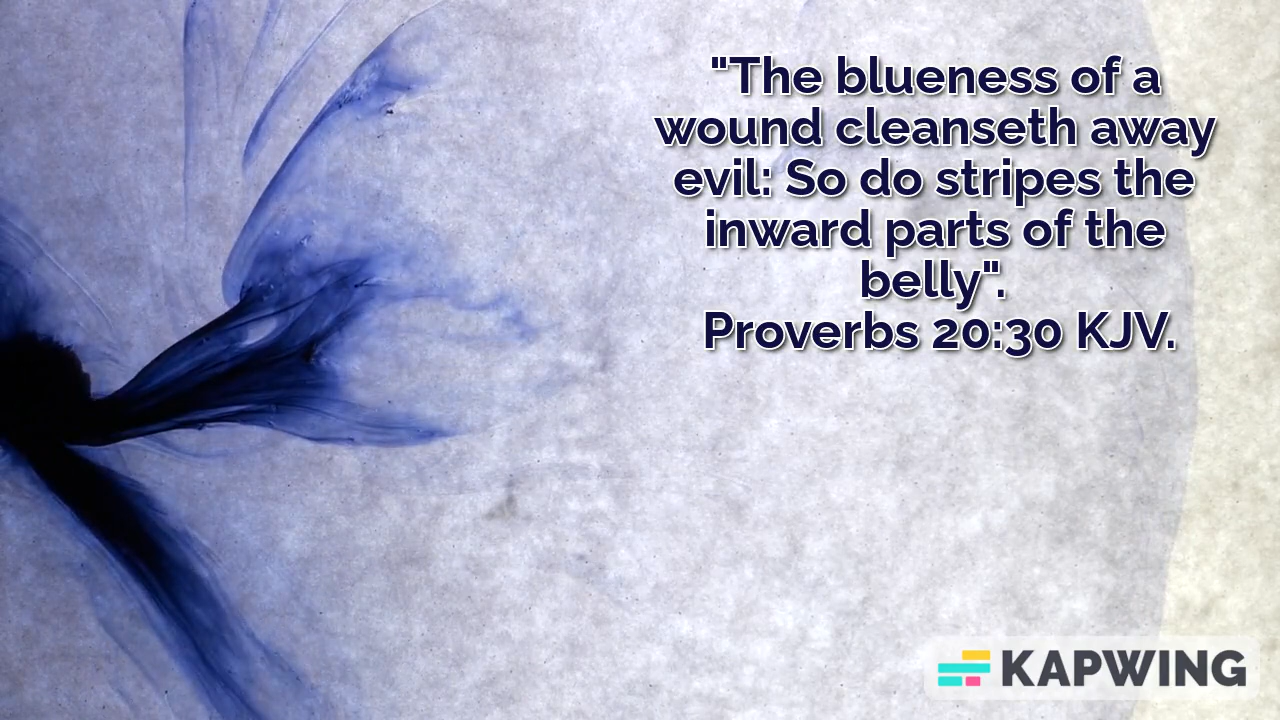 "The blueness of a
wound cleanseth away
evil: So do stripes the
inward parts of the
belly".
Proverbs 20:30 KJV.
KAPWING